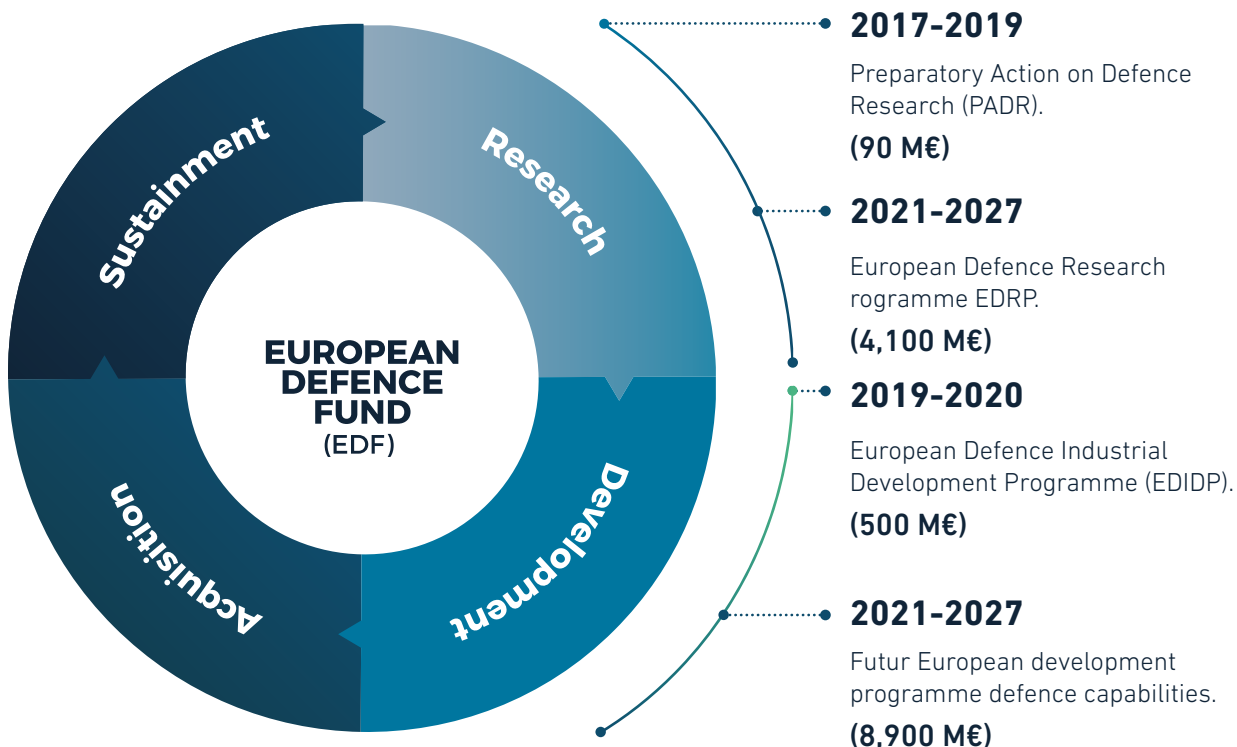 Sustainment
Research
Development
Acquisition
EUROPEAN
DEFENCE
FUND
(EDF)
2017-2019
Preparatory Action on Defence
Research (PADR).
(90 M€)
2021-2027
European Defence Research
rogramme EDRP.
(4,100 M€)
2019-2020
European Defence Industrial
Development Programme (EDIDP).
(500 M€)
2021-2027
Futur European development
programme defence capabilities.
(8,900 M€)